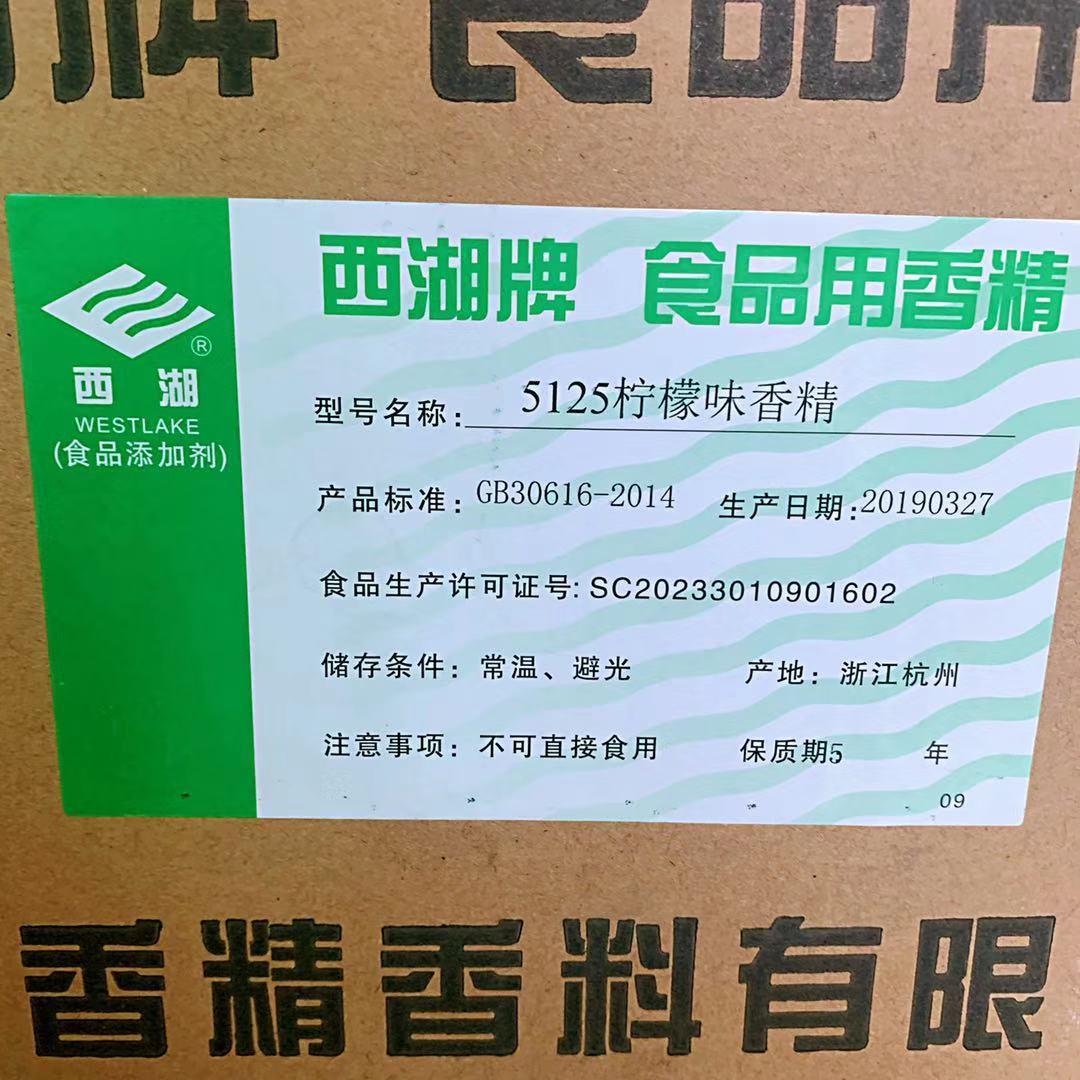 牌 食品用
西湖牌 食品用香精
®
西湖
WESTLAKE
(食品添加剂)
型号名称: 5125柠檬味香精
产品标准: GB30616-2014 生产日期:20190327
食品生产许可证号: SC20233010901602
储存条件: 常温、避光 产地: 浙江杭州
注意事项: 不可直接食用 保质期5 年
09
香精香料有限